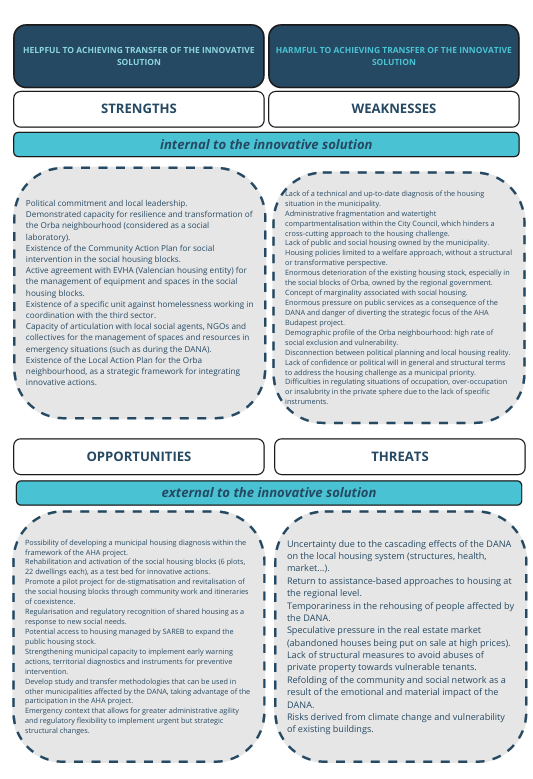 HELPFUL TO ACHIEVING TRANSFER OF THE INNOVATIVE
SOLUTION
HARMFUL TO ACHIEVING TRANSFER OF THE INNOVATIVE
SOLUTION
STRENGTHS
WEAKNESSES
internal to the innovative solution
Political commitment and local leadership.
Demonstrated capacity for resilience and transformation of
the Orba neighbourhood (considered as a social
laboratory).
Existence of the Community Action Plan for social
intervention in the social housing blocks.
Active agreement with EVHA (Valencian housing entity) for
the management of equipment and spaces in the social
housing blocks.
Existence of a specific unit against homelessness working in
coordination with the third sector.
Capacity of articulation with local social agents, NGOs and
collectives for the management of spaces and resources in
emergency situations (such as during the DANA).
Existence of the Local Action Plan for the Orba
neighbourhood, as a strategic framework for integrating
innovative actions.
Lack of a technical and up-to-date diagnosis of the housing
situation in the municipality.
Administrative fragmentation and watertight
compartmentalisation within the City Council, which hinders a
cross-cutting approach to the housing challenge.
Lack of public and social housing owned by the municipality.
Housing policies limited to a welfare approach, without a structural
or transformative perspective.
Enormous deterioration of the existing housing stock, especially in
the social blocks of Orba, owned by the regional government.
Concept of marginality associated with social housing.
Enormous pressure on public services as a consequence of the
DANA and danger of diverting the strategic focus of the AHA
Budapest project.
Demographic profile of the Orba neighbourhood: high rate of
social exclusion and vulnerability.
Disconnection between political planning and local housing reality.
Lack of confidence or political will in general and structural terms
to address the housing challenge as a municipal priority.
Difficulties in regulating situations of occupation, over-occupation
or insalubrity in the private sphere due to the lack of specific
instruments.
OPPORTUNITIES
THREATS
external to the innovative solution
Possibility of developing a municipal housing diagnosis within the
framework of the AHA project.
Rehabilitation and activation of the social housing blocks (6 plots,
22 dwellings each), as a test bed for innovative actions.
Promote a pilot project for de-stigmatisation and revitalisation of
the social housing blocks through community work and itineraries
of coexistence.
Regularisation and regulatory recognition of shared housing as a
response to new social needs.
Potential access to housing managed by SAREB to expand the
public housing stock.
Strengthening municipal capacity to implement early warning
actions, territorial diagnostics and instruments for preventive
intervention.
Develop study and transfer methodologies that can be used in
other municipalities affected by the DANA, taking advantage of the
participation in the AHA project.
Emergency context that allows for greater administrative agility
and regulatory flexibility to implement urgent but strategic
structural changes.
Uncertainty due to the cascading effects of the DANA
on the local housing system (structures, health,
market...).
Return to assistance-based approaches to housing at
the regional level.
Temporariness in the rehousing of people affected by
the DANA.
Speculative pressure in the real estate market
(abandoned houses being put on sale at high prices).
Lack of structural measures to avoid abuses of
private property towards vulnerable tenants.
Refolding of the community and social network as a
result of the emotional and material impact of the
DANA.
Risks derived from climate change and vulnerability
of existing buildings.